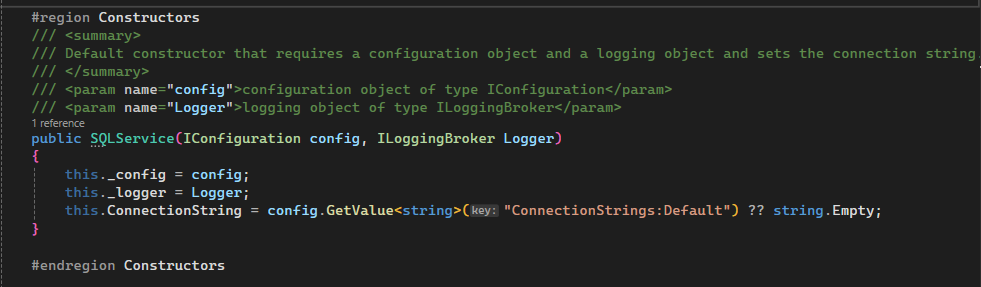 #region Constructors
/// <summary>
/// Default constructor that requires a configuration object and a logging object and sets the connection string.
/// </summary>
/// <param name="config">configuration object of type IConfiguration</param>
/// <param name="Logger">logging object of type ILoggingBroker</param>
1 reference
public SQLService(IConfiguration config, ILoggingBroker Logger)
{
    this._config = config;
    this._logger = Logger;
    this.ConnectionString = config.GetValue<string>(key: "ConnectionStrings:Default") ?? string.Empty;
}
#endregion Constructors